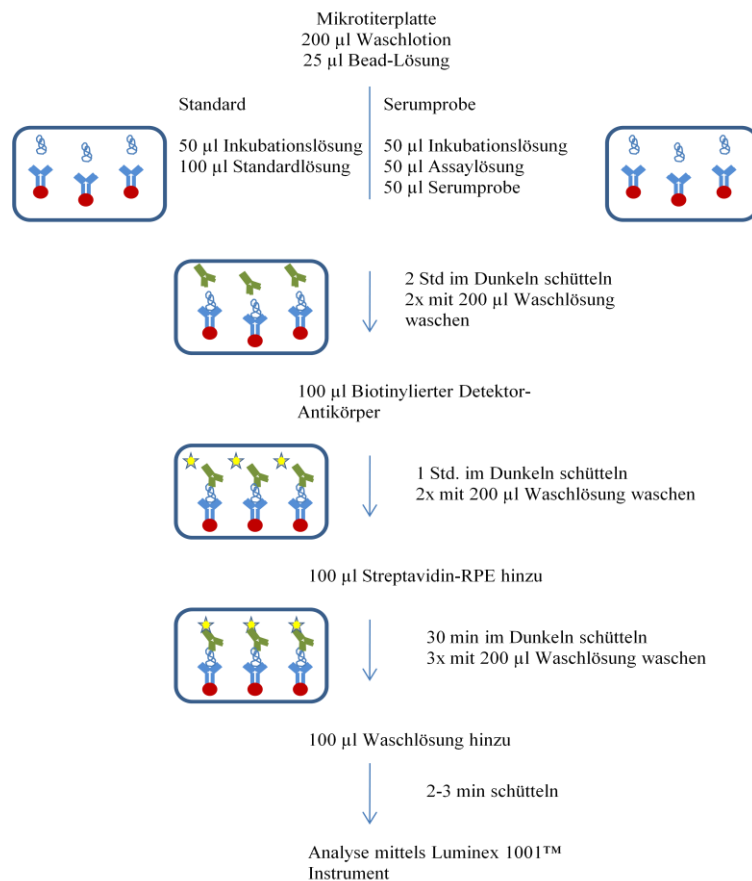 Mikrotiterplatte
200 µl Waschlotion
25 µl Bead-Lösung
Standard
50 µl Inkubationslösung
100 µl Standardlösung
Serumprobe
50 µl Inkubationslösung
50 µl Assaylösung
50 µl Serumprobe
2 Std im Dunkeln schütteln
2x mit 200 µl Waschlösung
waschen
100 µl Biotinylierter Detektor-
Antikörper
1 Std. im Dunkeln schütteln
2x mit 200 µl Waschlösung waschen
100 µl Streptavidin-RPE hinzu
30 min im Dunkeln schütteln
3x mit 200 µl Waschlösung waschen
100 µl Waschlösung hinzu
2-3 min schütteln
Analyse mittels Luminex 1001™
Instrument